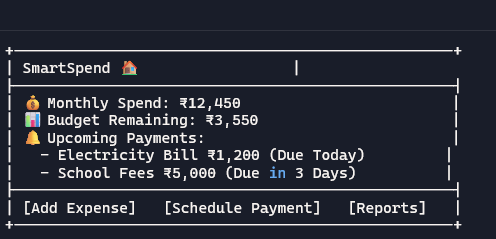 SmartSpend 🏠
💰 Monthly Spend: ₹12,450
📊 Budget Remaining: ₹3,550
🔔 Upcoming Payments:
- Electricity Bill ₹1,200 (Due Today)
- School Fees ₹5,000 (Due in 3 Days)
[Add Expense] [Schedule Payment] [Reports]